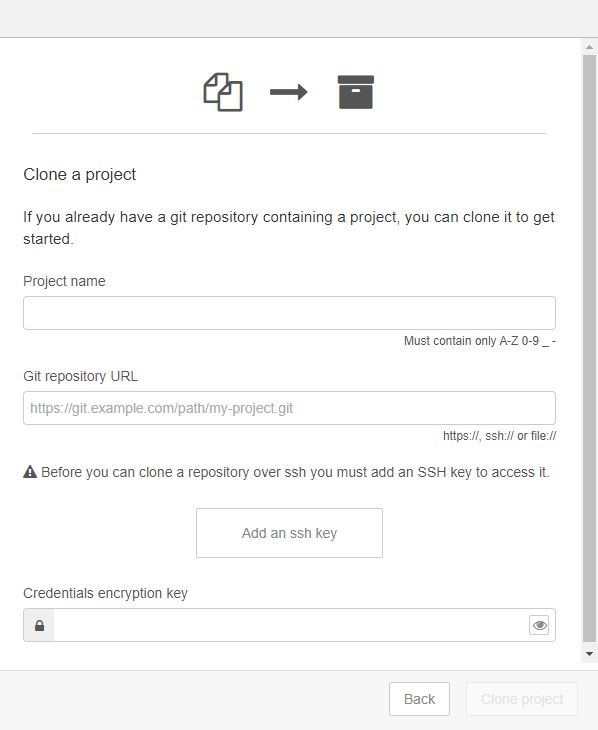 Clone a project
If you already have a git repository containing a project, you can clone it to get
started.
Project name
Must contain only A-Z 0-9 _ -
Git repository URL
https://git.example.com/path/my-project.git
https://, ssh:// or file://
Before you can clone a repository over ssh you must add an SSH key to access it.
Add an ssh key
Credentials encryption key
Back
Clone project